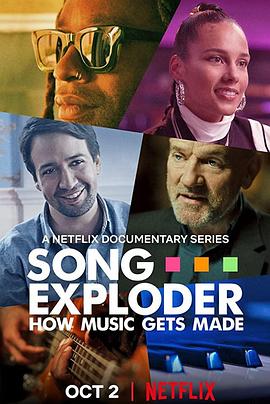 A NETFLIX DOCUMENTARY SERIES
SONG
EXPLODER
HOW MUSIC GETS MADE
OCT 2 | NETFLIX